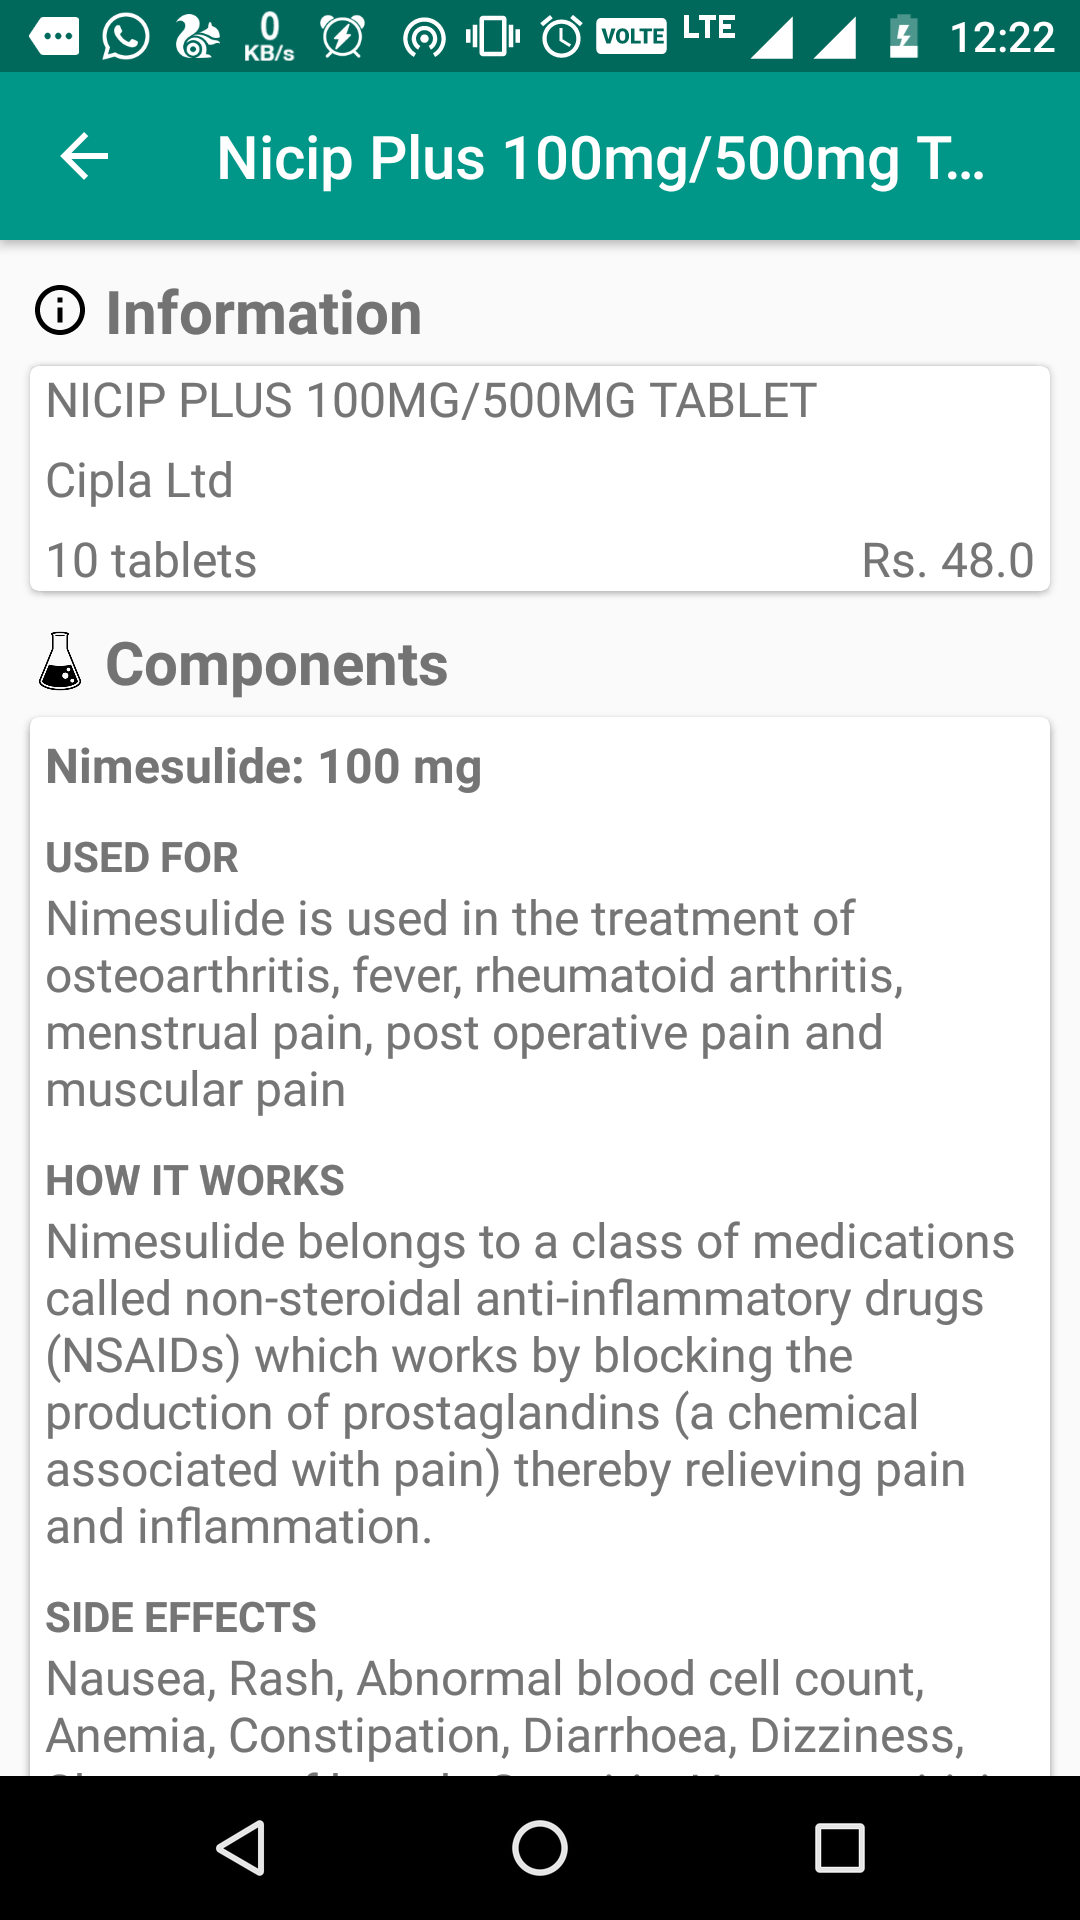 0
KB/s
VOLTE
LTE
12:22
Nicip Plus 100mg/500mg T...
Information
NICIP PLUS 100MG/500MG TABLET
Cipla Ltd
10 tablets Rs. 48.0
Components
Nimesulide: 100 mg
USED FOR
Nimesulide is used in the treatment of
osteoarthritis, fever, rheumatoid arthritis,
menstrual pain, post operative pain and
muscular pain
HOW IT WORKS
Nimesulide belongs to a class of medications
called non-steroidal anti-inflammatory drugs
(NSAIDs) which works by blocking the
production of prostaglandins (a chemical
associated with pain) thereby relieving pain
and inflammation.
SIDE EFFECTS
Nausea, Rash, Abnormal blood cell count,
Anemia, Constipation, Diarrhoea, Dizziness,